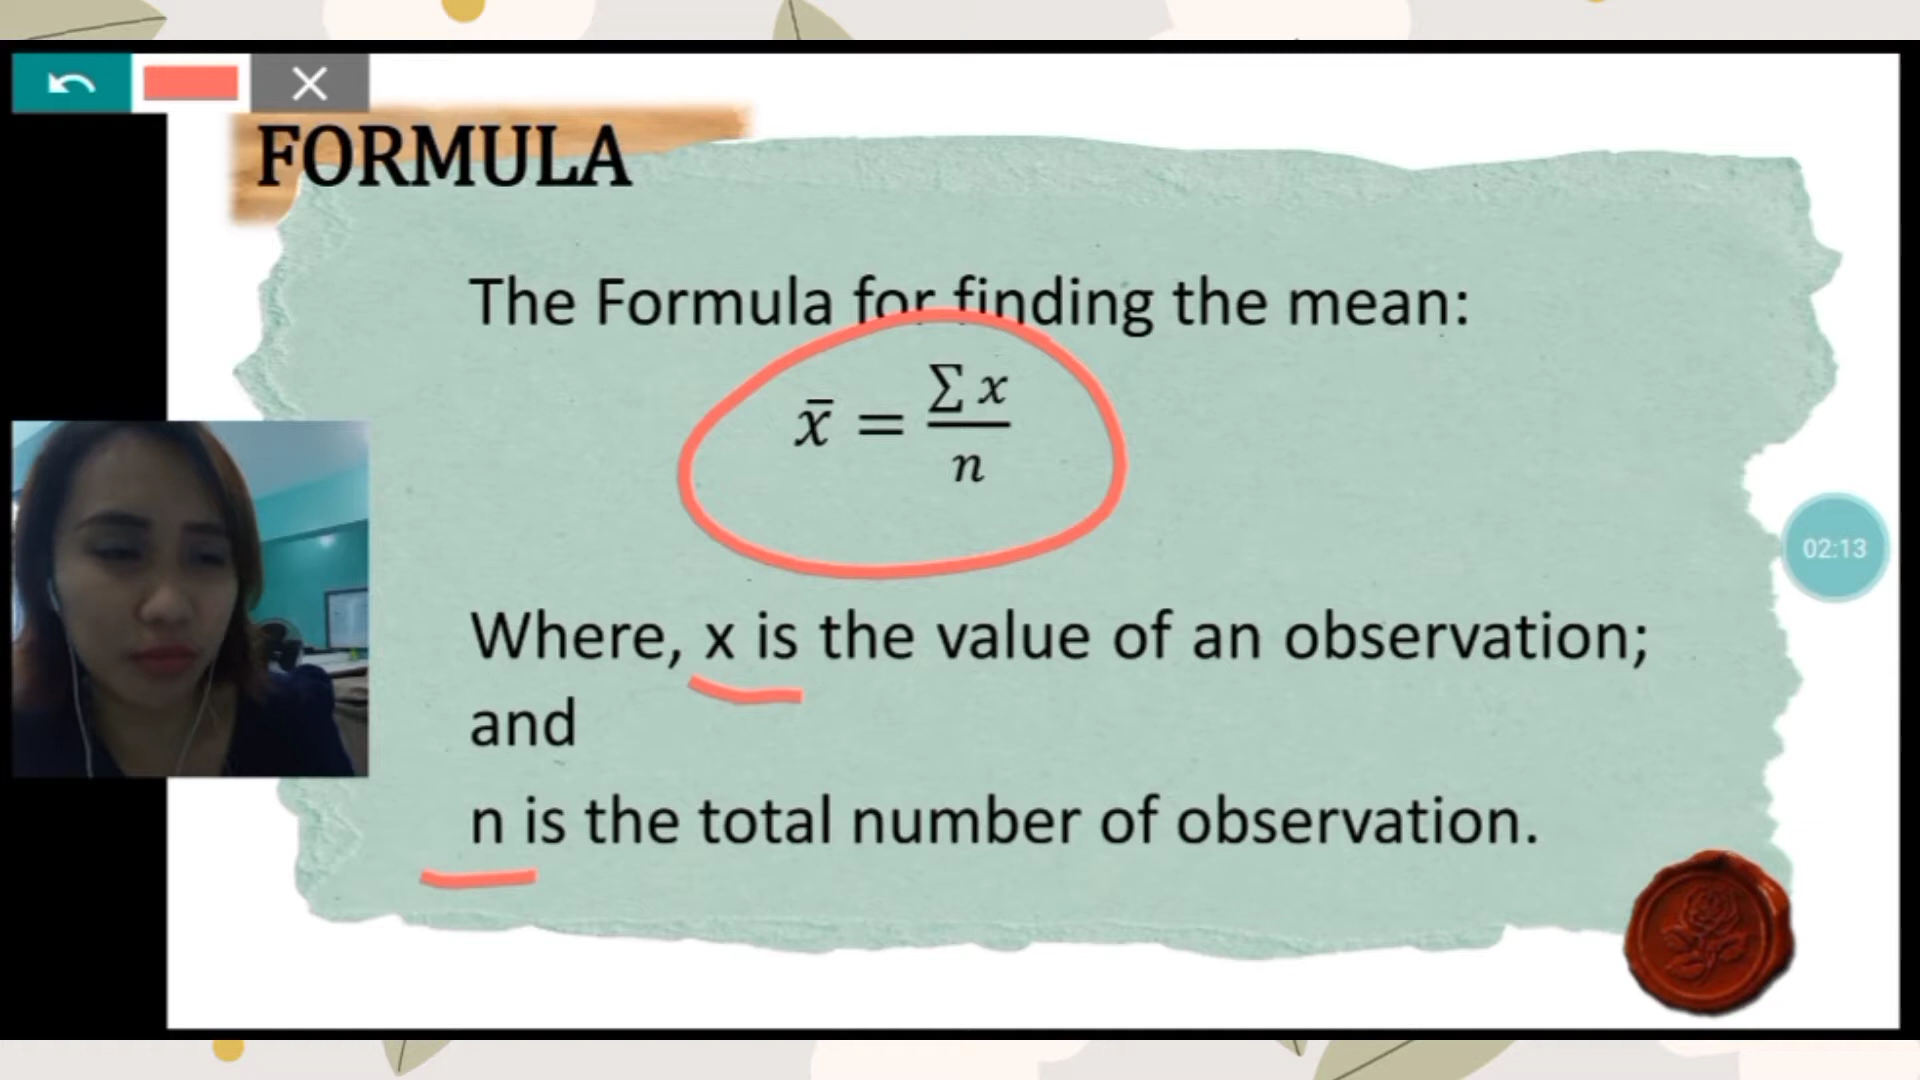 FORMULA
The Formula for finding the mean:
x̄ = ∑ x / n
Where, x is the value of an observation;
and
n is the total number of observation.
02:13